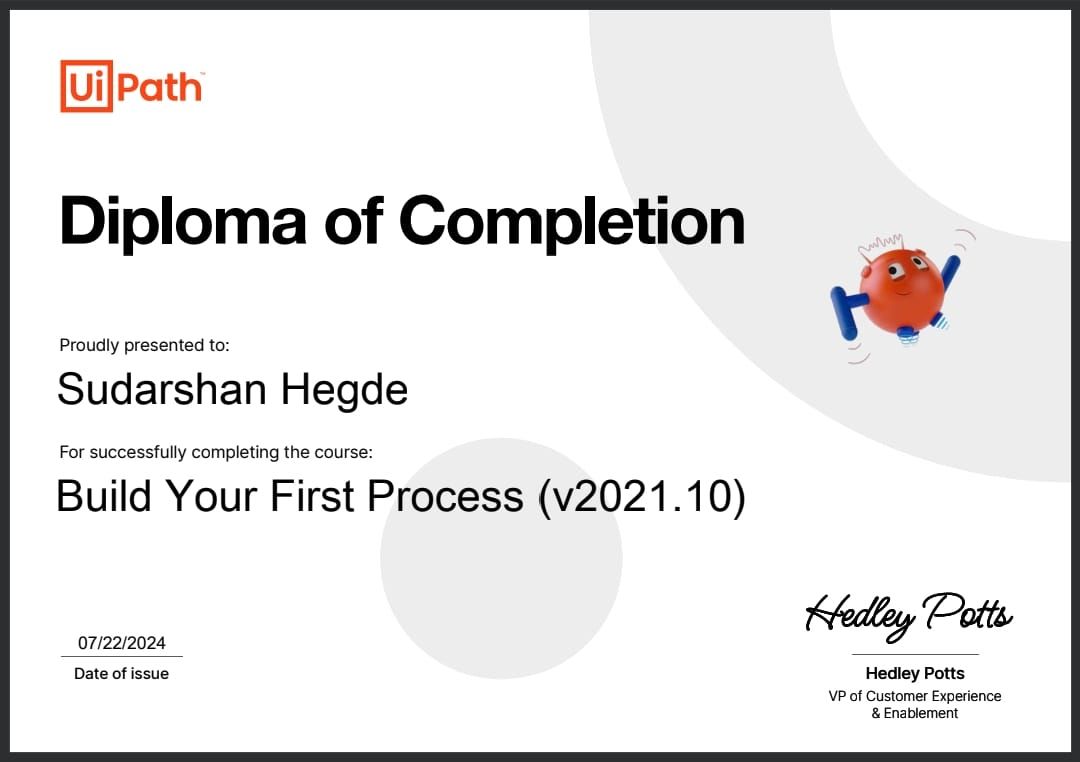 UiPath™
Diploma of Completion
Proudly presented to:
Sudarshan Hegde
For successfully completing the course:
Build Your First Process (v2021.10)
07/22/2024
Date of issue
Hedley Potts
Hedley Potts
VP of Customer Experience
& Enablement